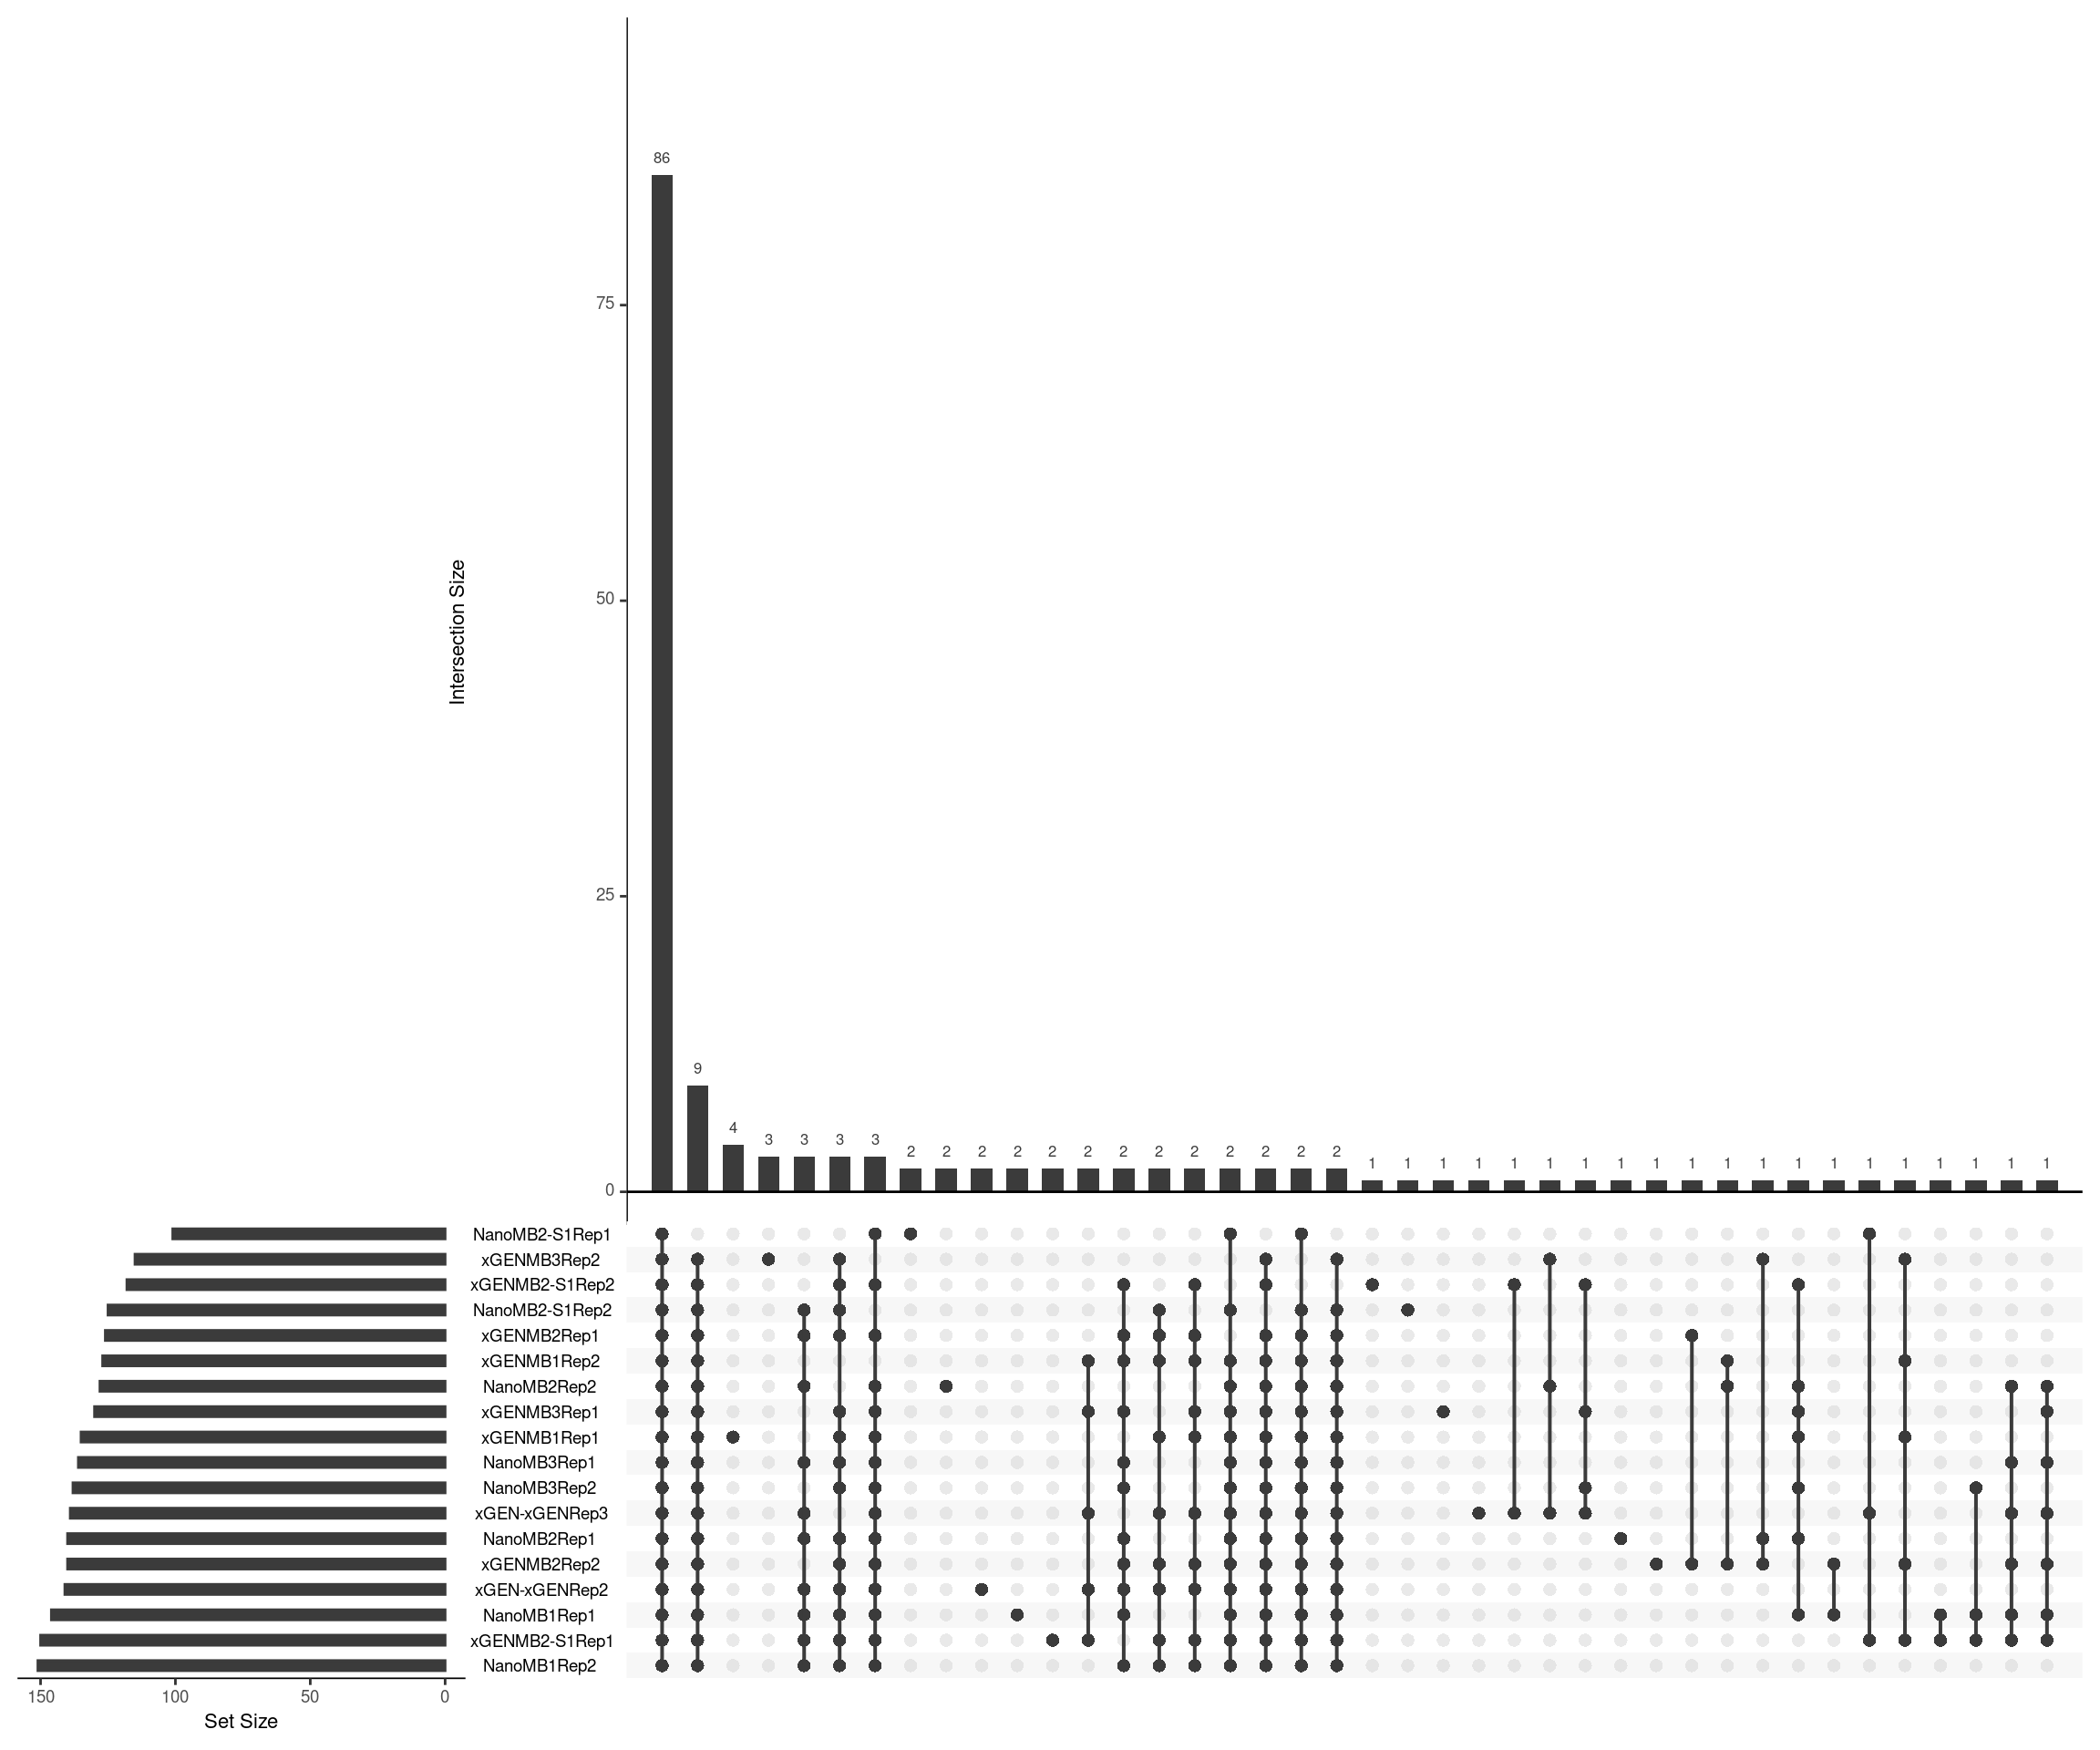 86
75
Intersection Size
50
25
9
4
3 3 3 3
2 2 2 2 2 2 2 2 2 2 2 2 2
1 1 1 1 1 1 1 1 1 1 1 1 1 1 1 1 1 1 1 1
0
NanoMB2-S1Rep1
xGENMB3Rep2
xGENMB2-S1Rep2
NanoMB2-S1Rep2
xGENMB2Rep1
xGENMB1Rep2
NanoMB2Rep2
xGENMB3Rep1
xGENMB1Rep1
NanoMB3Rep1
NanoMB3Rep2
xGEN-xGENRep3
NanoMB2Rep1
xGENMB2Rep2
xGEN-xGENRep2
NanoMB1Rep1
xGENMB2-S1Rep1
NanoMB1Rep2
150 100 50 0
Set Size